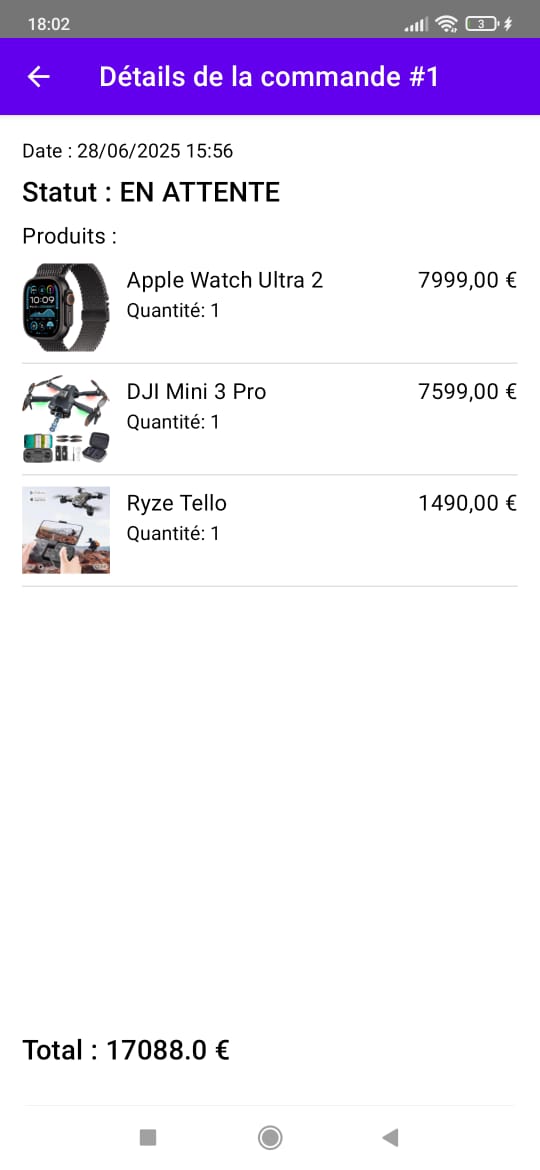 18:02
3
Détails de la commande #1
Date : 28/06/2025 15:56
Statut : EN ATTENTE
Produits :
10:09
Apple Watch Ultra 2
7999,00 €
Quantité: 1
DJI Mini 3 Pro
7599,00 €
Quantité: 1
Ryze Tello
1490,00 €
Quantité: 1
Total : 17088.0 €